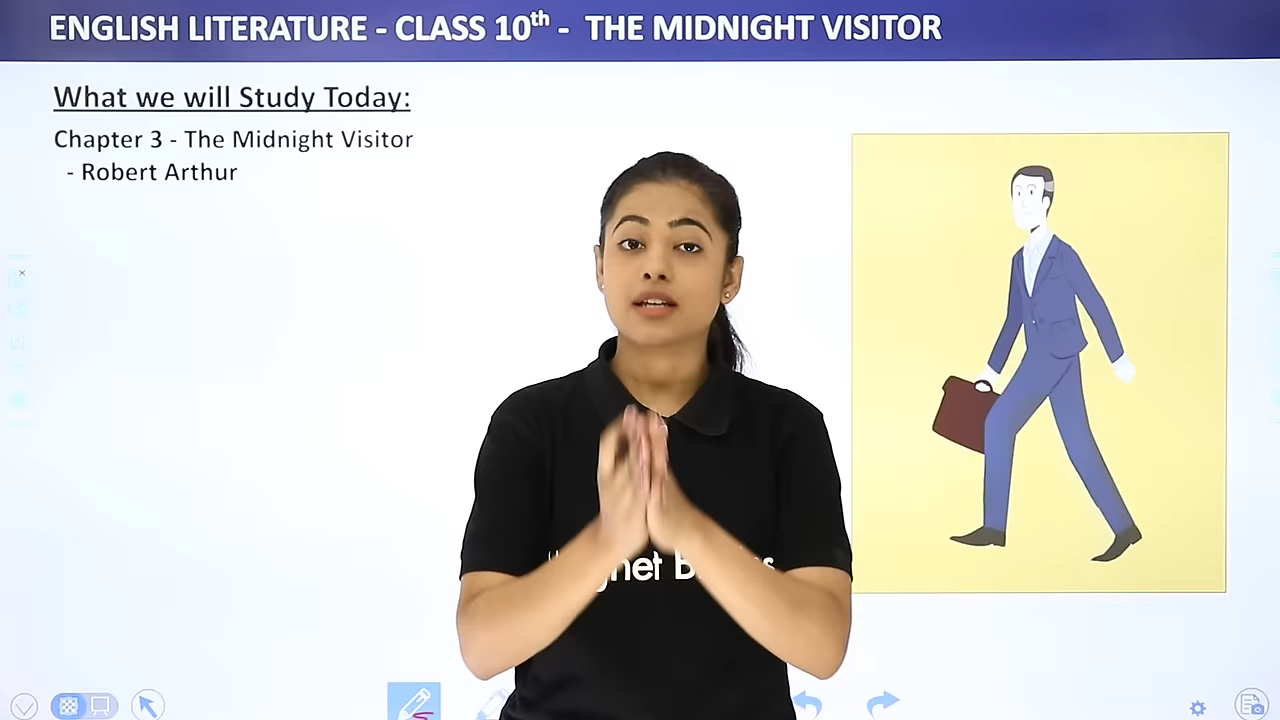 ENGLISH LITERATURE - CLASS 10th - THE MIDNIGHT VISITOR
What we will Study Today:
Chapter 3 - The Midnight Visitor
- Robert Arthur